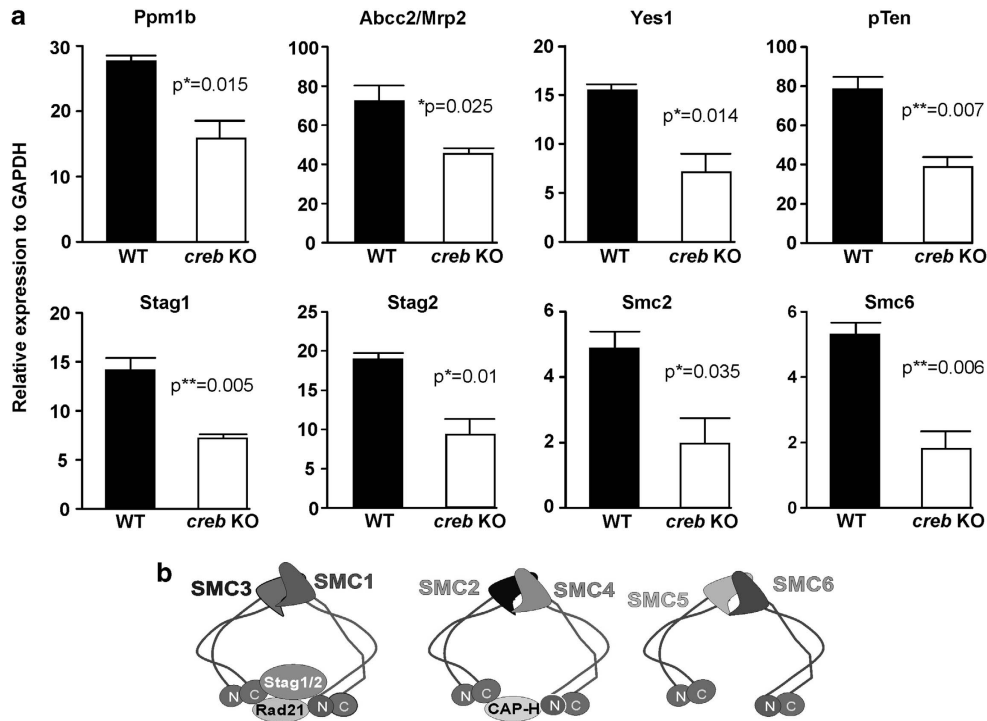 a
Ppm1b
Abcc2/Mrp2
Yes1
pTen
Relative expression to GAPDH
30
20
10
0
p*=0.015
WT
creb KO
100
80
60
40
20
0
*p=0.025
WT
creb KO
20
15
10
5
0
p*=0.014
WT
creb KO
100
80
60
40
20
0
p**=0.007
WT
creb KO
Stag1
Stag2
Smc2
Smc6
20
15
10
5
0
p**=0.005
WT
creb KO
25
20
15
10
5
0
p*=0.01
WT
creb KO
6
4
2
0
p*=0.035
WT
creb KO
6
4
2
0
p**=0.006
WT
creb KO
b
SMC3
SMC1
Stag1/2
N
C
Rad21
N
C
SMC2
SMC4
N
C
CAP-H
N
C
SMC5
SMC6
N
C
N
C